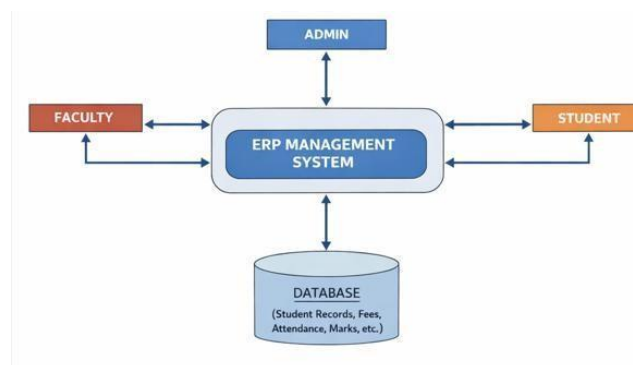 ADMIN
FACULTY
STUDENT
ERP MANAGEMENT
SYSTEM
DATABASE
(Student Records, Fees,
Attendance, Marks, etc.)